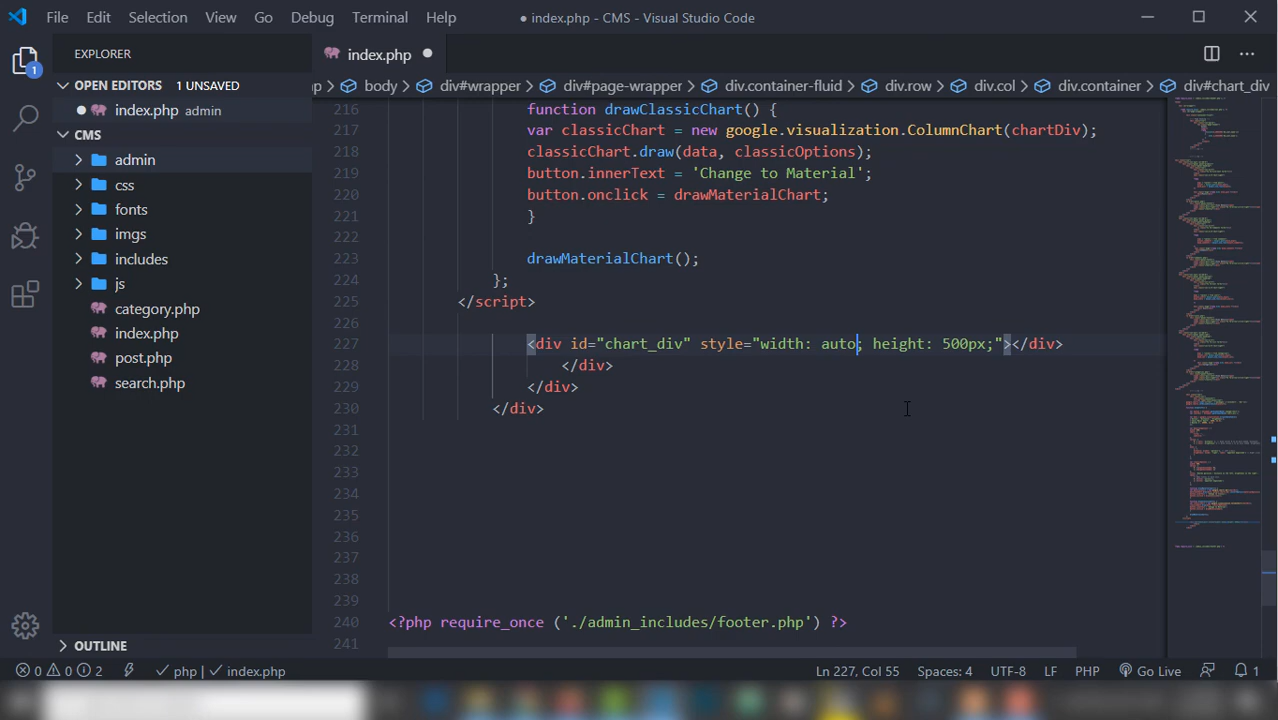 File Edit Selection View Go Debug Terminal Help ● index.php - CMS - Visual Studio Code
EXPLORER
index.php
OPEN EDITORS 1 UNSAVED
index.php admin
CMS
admin
css
fonts
imgs
includes
js
category.php
index.php
post.php
search.php
OUTLINE
1
hp > body > div#wrapper > div#page-wrapper > div.container-fluid > div.row > div.col > div.container > div#chart_div
216 function drawClassicChart() {
217 var classicChart = new google.visualization.ColumnChart(chartDiv);
218 classicChart.draw(data, classicOptions);
219 button.innerText = 'Change to Material';
220 button.onclick = drawMaterialChart;
221 }
222
223 drawMaterialChart();
224 };
225 </script>
226
227 <div id="chart_div" style="width: auto; height: 500px;"></div>
228 </div>
229 </div>
230 </div>
231
232
233
234
235
236
237
238
239
240 <?php require_once ('./admin_includes/footer.php') ?>
241
0 0 2 php | index.php Ln 227, Col 55 Spaces: 4 UTF-8 LF PHP Go Live 1